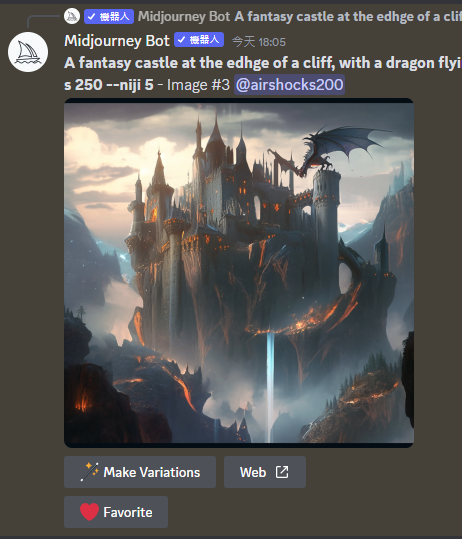 ✓ 機器人 Midjourney Bot A fantasy castle at the edhge of a clif
Midjourney Bot ✓ 機器人 今天 18:05
A fantasy castle at the edhge of a cliff, with a dragon flyi
s 250 --niji 5 - Image #3 @airshocks200
Make Variations Web
Favorite